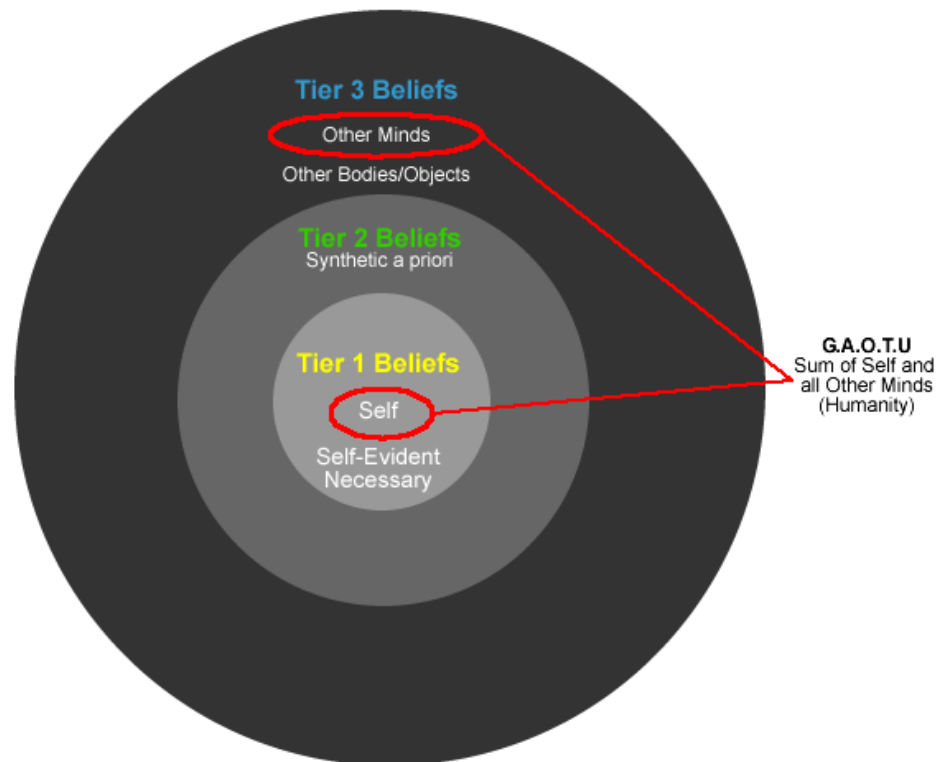 Tier 3 Beliefs
Other Minds
Other Bodies/Objects
Tier 2 Beliefs
Synthetic a priori
Tier 1 Beliefs
Self
Self-Evident
Necessary
G.A.O.T.U
Sum of Self and
all Other Minds
(Humanity)